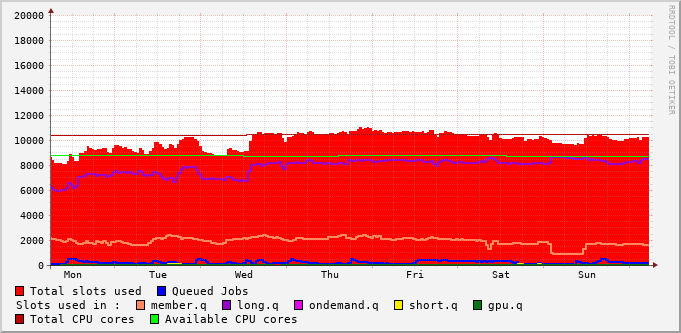 RRDTOOL / TOBI OETIKER
20000
18000
16000
14000
12000
10000
8000
6000
4000
2000
0
Mon Tue Wed Thu Fri Sat Sun
Total slots used Queued Jobs
Slots used in : member.q long.q ondemand.q short.q gpu.q
Total CPU cores Available CPU cores